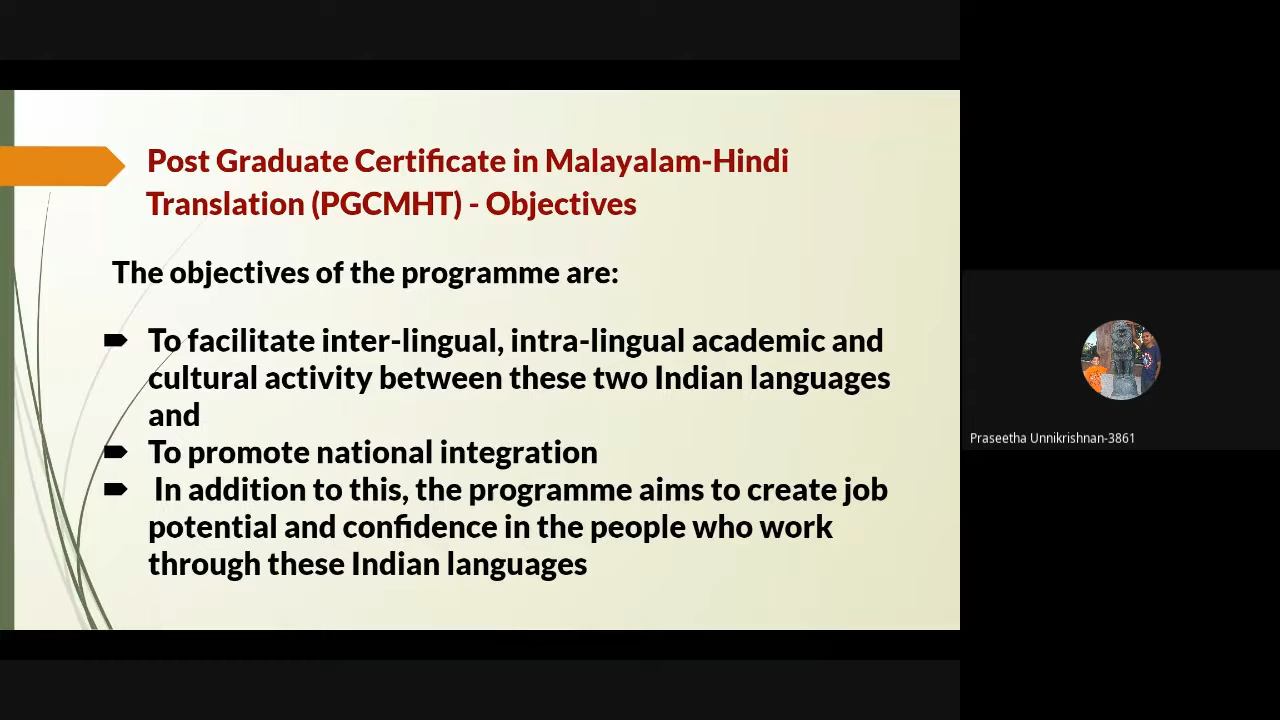 Post Graduate Certificate in Malayalam-Hindi
Translation (PGCMHT) - Objectives
The objectives of the programme are:
To facilitate inter-lingual, intra-lingual academic and
cultural activity between these two Indian languages
and
To promote national integration
In addition to this, the programme aims to create job
potential and confidence in the people who work
through these Indian languages
Praseetha Unnikrishnan-3861